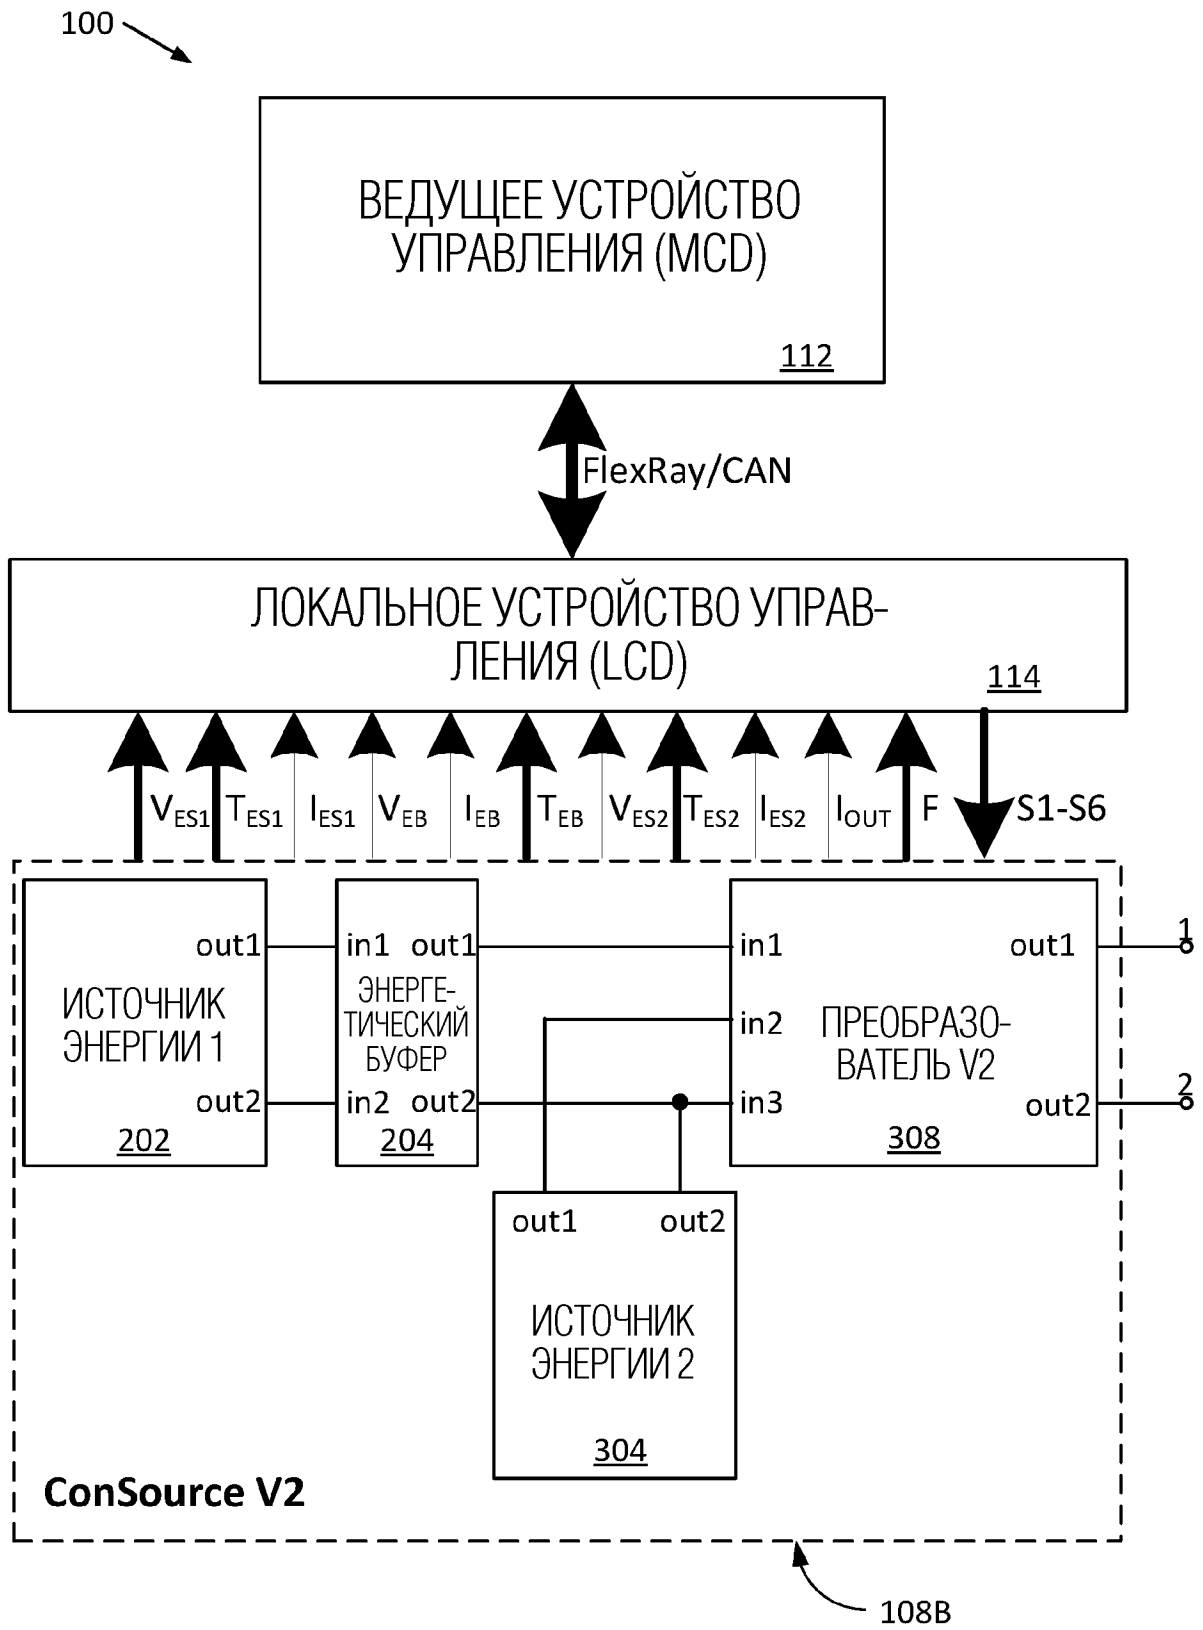 100
ВЕДУЩЕЕ УСТРОЙСТВО
УПРАВЛЕНИЯ (MCD)
112
FlexRay/CAN
ЛОКАЛЬНОЕ УСТРОЙСТВО УПРАВ-
ЛЕНИЯ (LCD)
114
VES1 TES1 IES1 VEB IEB TEB VES2 TES2 IES2 IOUT F S1-S6
out1 in1 out1 in1 out1 1
ИСТОЧНИК
ЭНЕРГИИ 1
out2
202
ЭНЕРГЕ-
ТИЧЕСКИЙ
БУФЕР
in2 out2
204
in2
ПРЕОБРАЗО-
ВАТЕЛЬ V2
in3 out2 2
308
out1 out2
ИСТОЧНИК
ЭНЕРГИИ 2
304
ConSource V2
108B